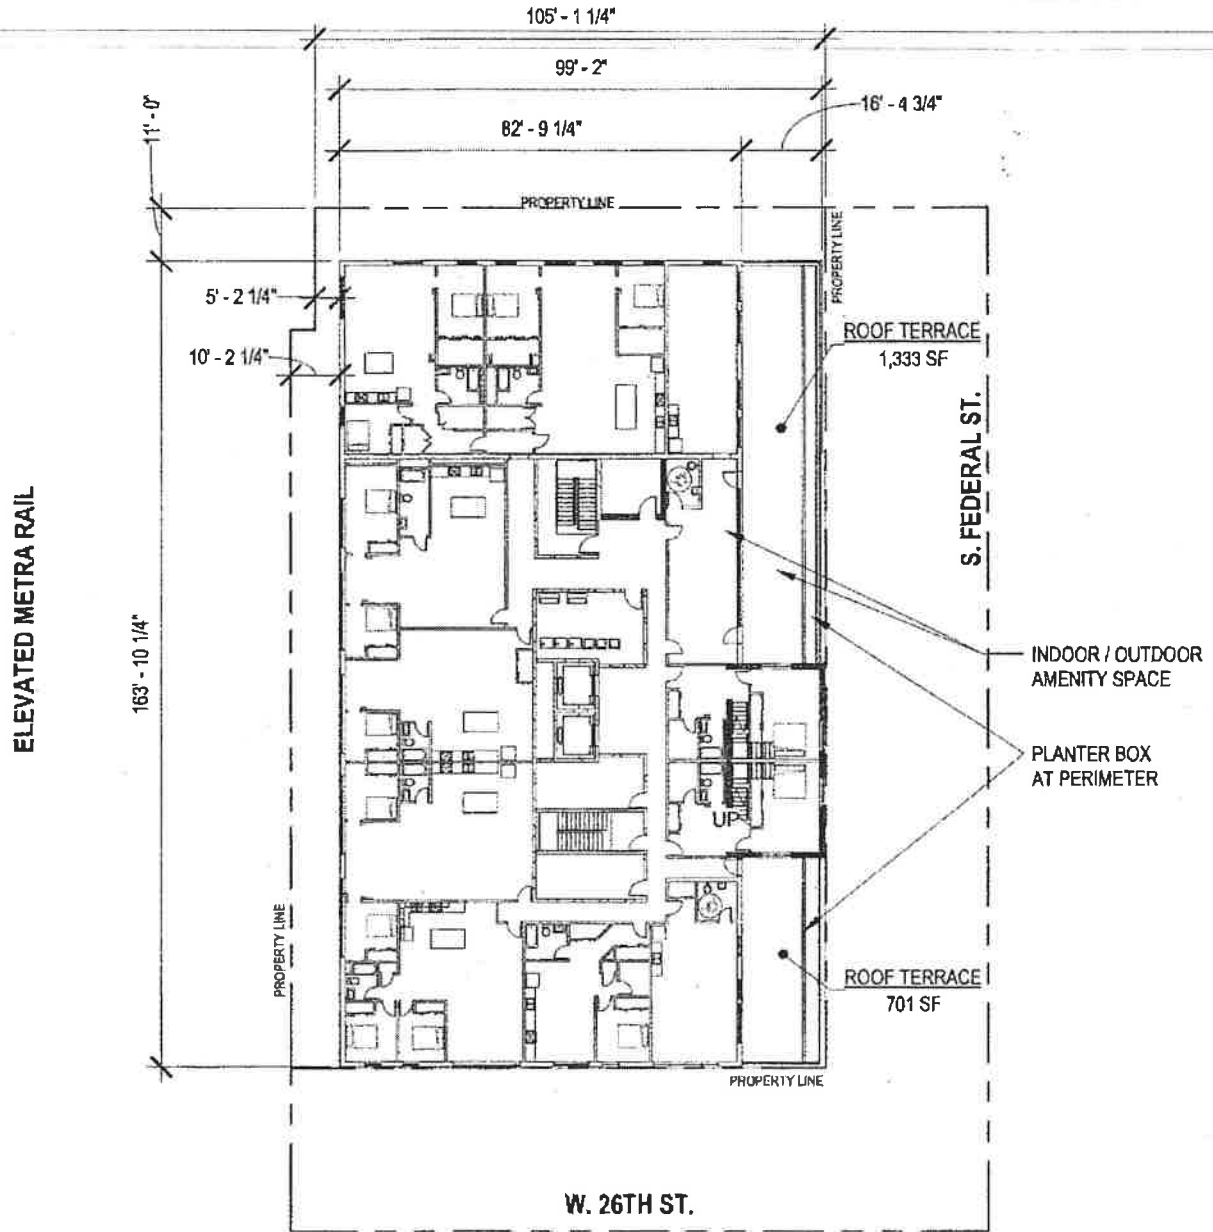 105' - 1 1/4"
99' - 2"
82' - 9 1/4"
16' - 4 3/4"
11' - 0"
PROPERTY LINE
PROPERTY LINE
5' - 2 1/4"
10' - 2 1/4"
ROOF TERRACE
1,333 SF
S. FEDERAL ST.
ELEVATED METRA RAIL
163' - 10 1/4"
INDOOR / OUTDOOR
AMENITY SPACE
PLANTER BOX
AT PERIMETER
UP
PROPERTY LINE
ROOF TERRACE
701 SF
PROPERTY LINE
W. 26TH ST.